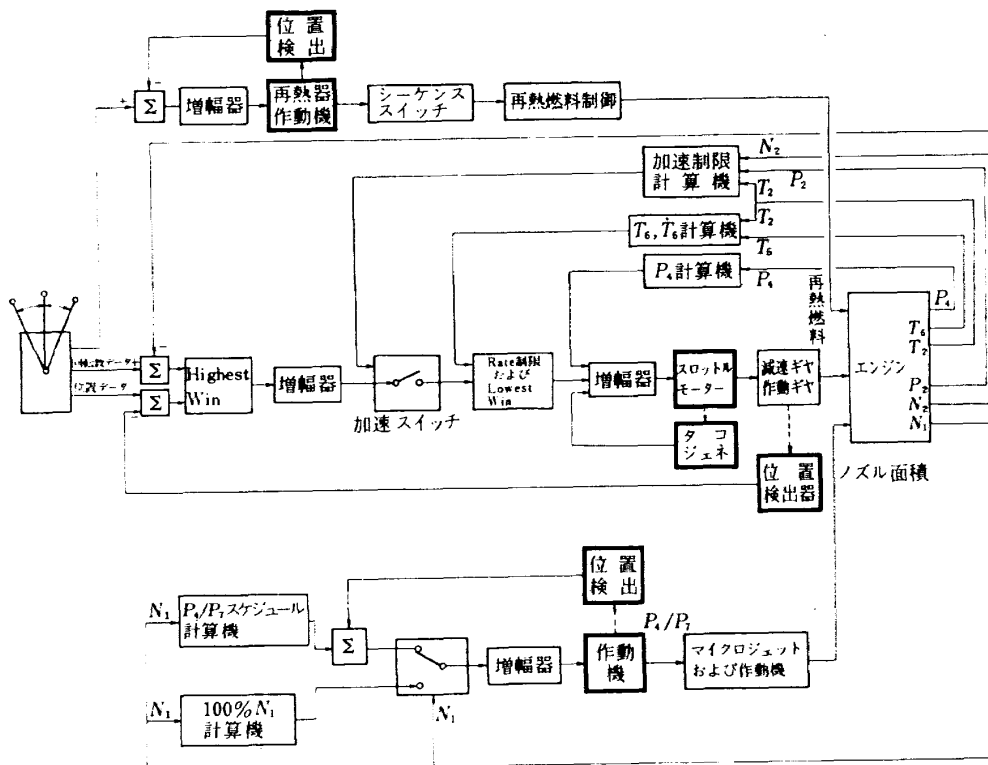 位置
検出
−
+
Σ
増幅器
再熱器
作動機
シーケンス
スイッチ
再熱燃料制御
加速制限
計算機
N₂
P₂
T₂
T₂
T₆, Ṫ₆計算機
T₆
P₄計算機
P₄
再熱燃料
−
データ+
Σ
データ
Σ
−
Highest
Win
増幅器
加速スイッチ
Rate制限
および
Lowest
Win
増幅器
スロットル
モーター
減速ギヤ
作動ギヤ
タコ
ジェネ
位置
検出器
エンジン
P₄
T₆
T₂
P₂
N₂
N₁
ノズル面積
位置
検出
N₁
P₄/P₇スケジュール
計算機
Σ
増幅器
作動
機
P₄/P₇
マイクロジェット
および作動機
N₁
100%N₁
計算機
N₁